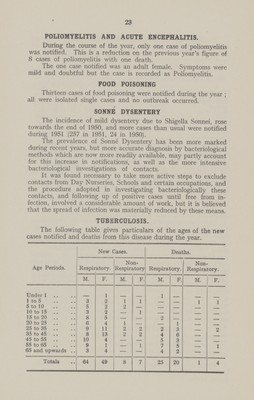 23
POLIOMYELITIS AND ACUTE ENCEPHALITIS.
During the course of the year, only one case of poliomyelitis
was notified. This is a reduction on the previous year's figure of
8 cases of poliomyelitis with one death.
The one case notified was an adult female. Symptoms were
mild and doubtful but the case is recorded as Poliomyelitis.
FOOD POISONING
Thirteen cases of food poisoning were notified during the year;
all were isolated single cases and no outbreak occurred.
SONNÉ DYSENTERY
The incidence of mild dysentery due to Shigella Sonnei, rose
towards the end of 1950, and more cases than usual were notified
during 1951 (257 in 1951, 24 in 1950).
The prevalence of Sonné Dysentery has been more marked
during recent years, but more accurate diagnosis by bacteriological
methods which are now more readily available, may partly account
for this increase in notifications, as well as the more intensive
bacteriological investigations of contacts.
It was found necessary to take more active steps to exclude
contacts from Day Nurseries, Schools and certain occupations, and
the procedure adopted in investigating bacteriologically these
contacts, and following up of positive cases until free from in-
fection, involved a considerable amount of work, but it is believed
that the spread of infection was materially reduced by these means.
TUBERCULOSIS.
The following table gives particulars of the ages of the new
cases notified and deaths from this disease during the year.
Age Periods. New Cases. Deaths.
Respiratory. Non-Respiratory Respiratory. Non-Respiratory.
M. F. M. F. M. F. M. F.
Under 1 .. .. — 1 — — 1 — — —
1 to 5 .. .. 3 2 1 1 — — 1 1
5 to 10 .. .. 5 2 2 — — — — —
10 to 15 .. .. 3 2 — 1 — — — —
15 to 20 .. .. 8 5 — — 2 — — —
20 to 25 .. .. 6 4 1 — — 1 — —
25 to 35 .. .. 9 11 2 2 2 5 — 2
35 to 45 .. .. 8 13 2 2 4 6 — —
45 to 55 .. .. 10 4 — — 5 3 — —
55 to 65 .. .. 9 1 — 1 7 3 — 1
65 and upwards .. 3 4 — — 4 2 — —
Totals .. 64 49 8 7 25 20 1 4